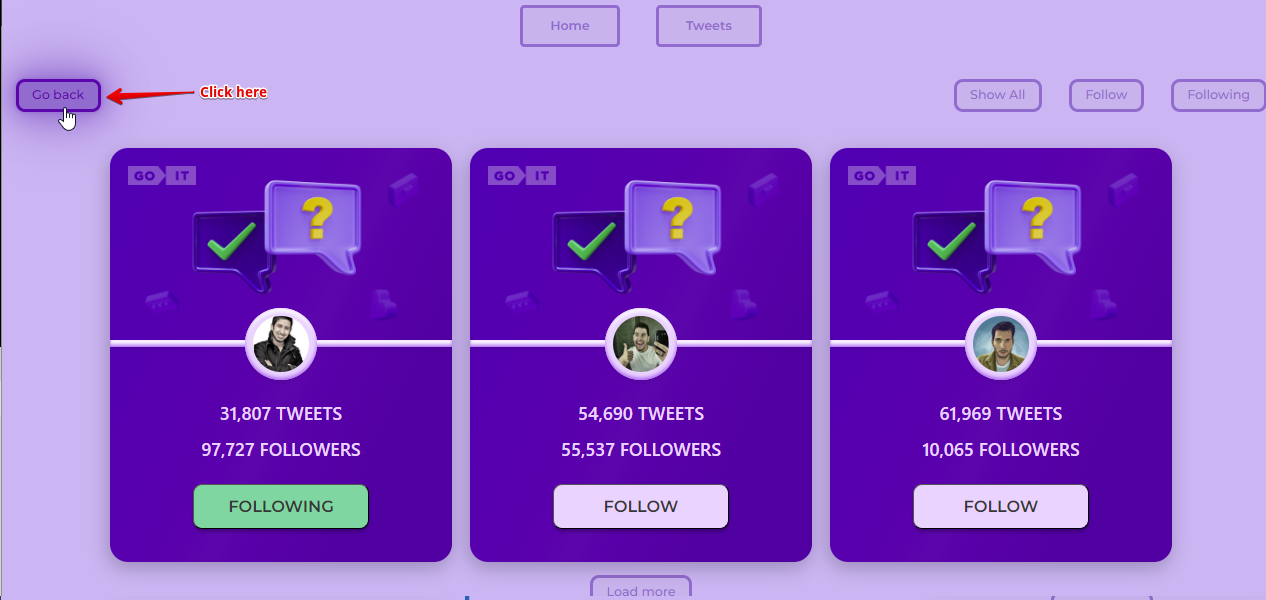 Home Tweets
Go back Click here Show All Follow Following
GO IT GO IT GO IT
? ? ?
31,807 TWEETS 54,690 TWEETS 61,969 TWEETS
97,727 FOLLOWERS 55,537 FOLLOWERS 10,065 FOLLOWERS
FOLLOWING FOLLOW FOLLOW
Load more